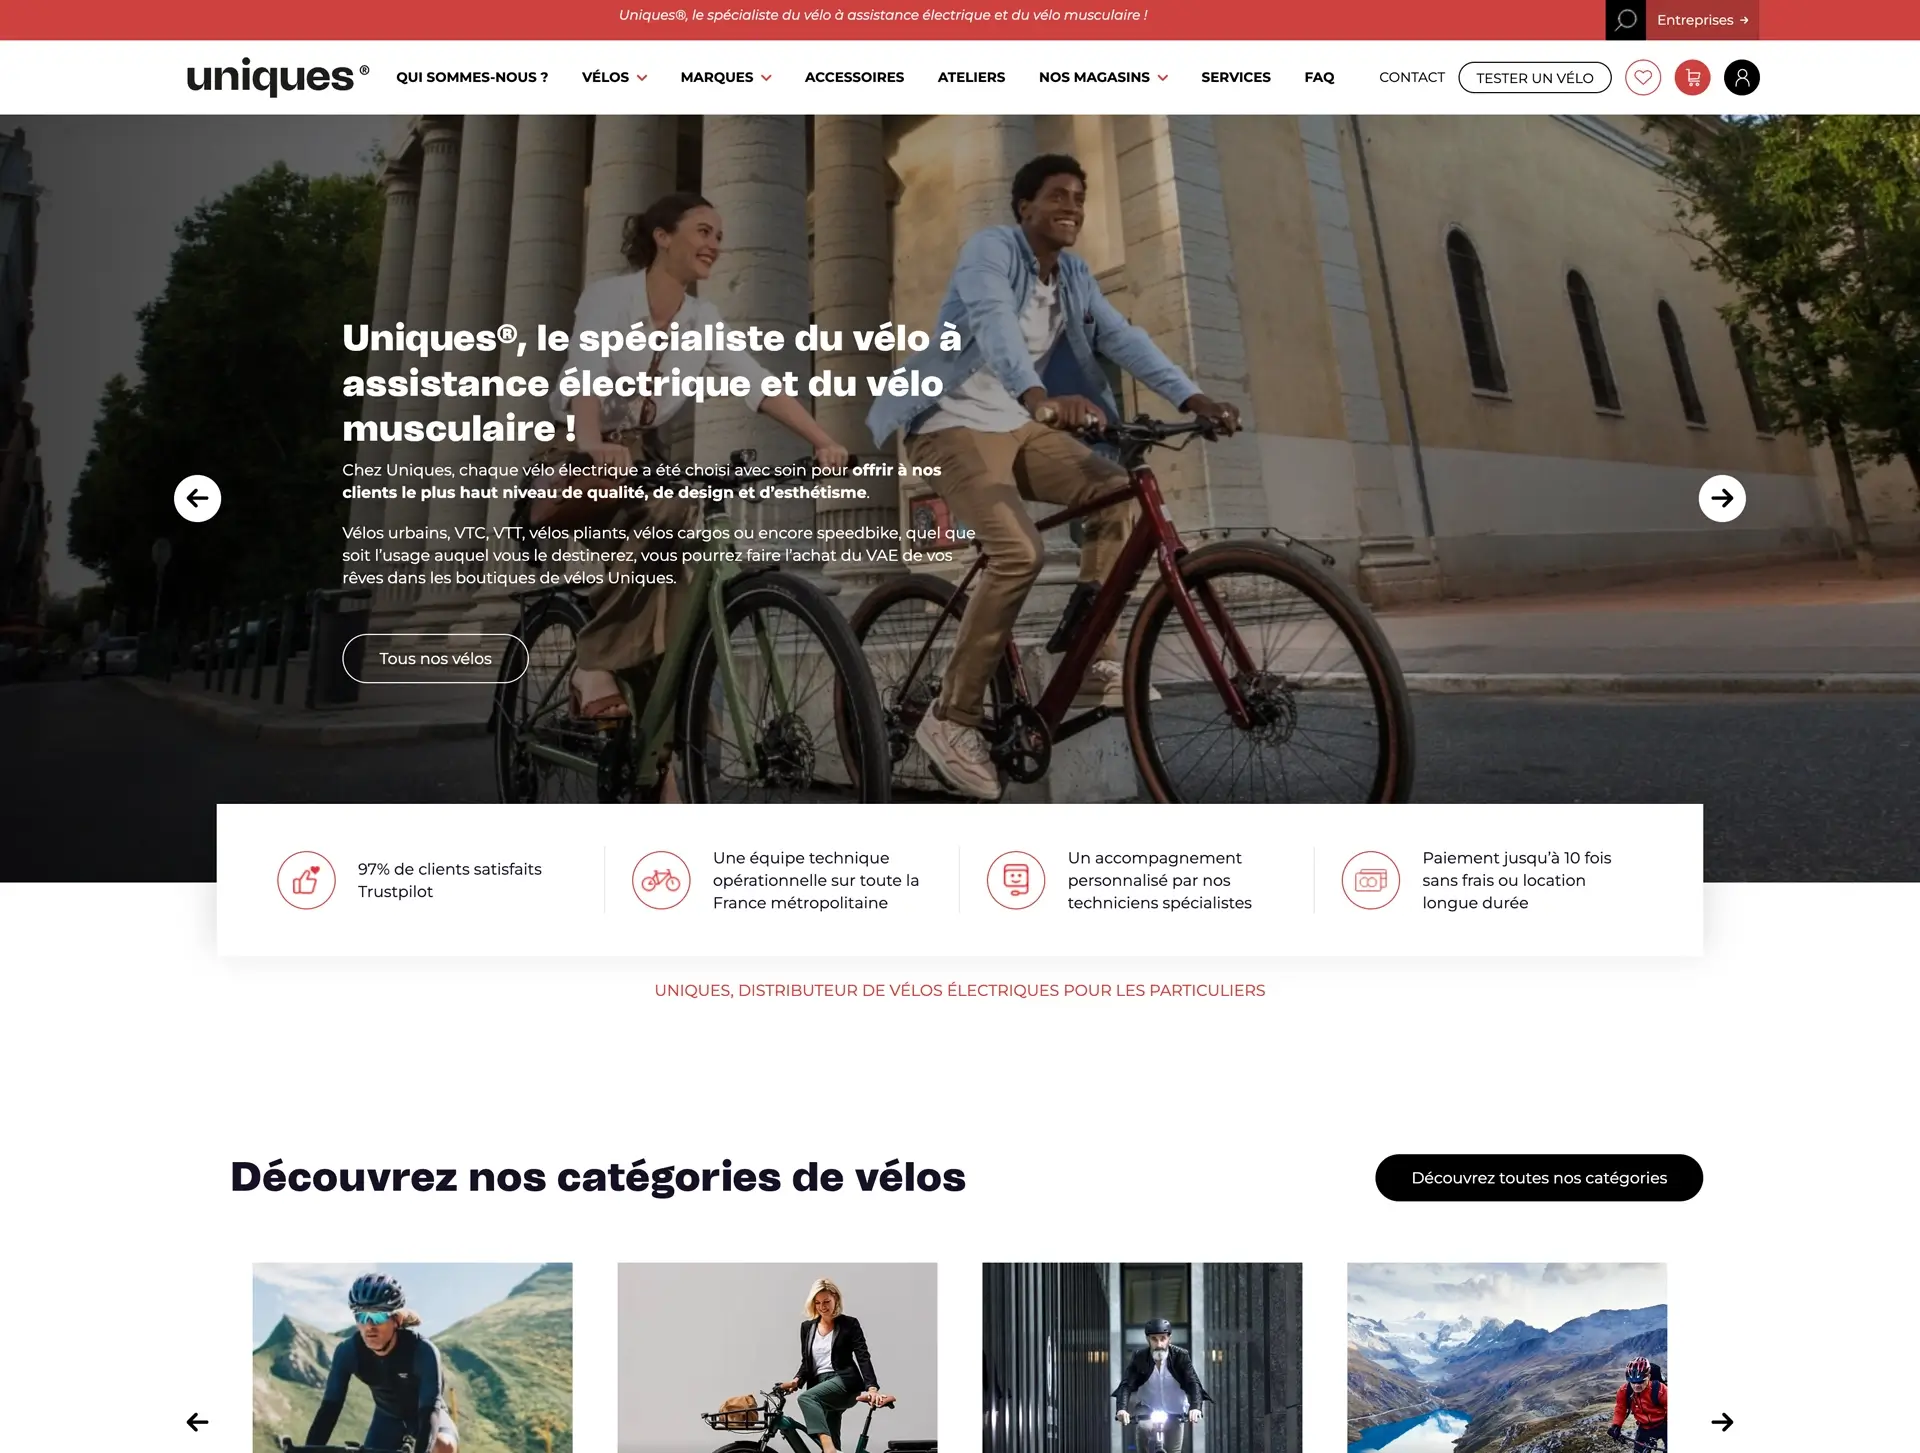 Uniques®, le spécialiste du vélo à assistance électrique et du vélo musculaire !
Entreprises →
uniques®
QUI SOMMES-NOUS ?
VÉLOS
MARQUES
ACCESSOIRES
ATELIERS
NOS MAGASINS
SERVICES
FAQ
CONTACT
TESTER UN VÉLO
Uniques®, le spécialiste du vélo à
assistance électrique et du vélo
musculaire !
Chez Uniques, chaque vélo électrique a été choisi avec soin pour offrir à nos
clients le plus haut niveau de qualité, de design et d’esthétisme.
Vélos urbains, VTC, VTT, vélos pliants, vélos cargos ou encore speedbike, quel que
soit l’usage auquel vous le destinerez, vous pourrez faire l’achat du VAE de vos
rêves dans les boutiques de vélos Uniques.
Tous nos vélos
97% de clients satisfaits
Trustpilot
Une équipe technique
opérationnelle sur toute la
France métropolitaine
Un accompagnement
personnalisé par nos
techniciens spécialistes
Paiement jusqu’à 10 fois
sans frais ou location
longue durée
UNIQUES, DISTRIBUTEUR DE VÉLOS ÉLECTRIQUES POUR LES PARTICULIERS
Découvrez nos catégories de vélos
Découvrez toutes nos catégories